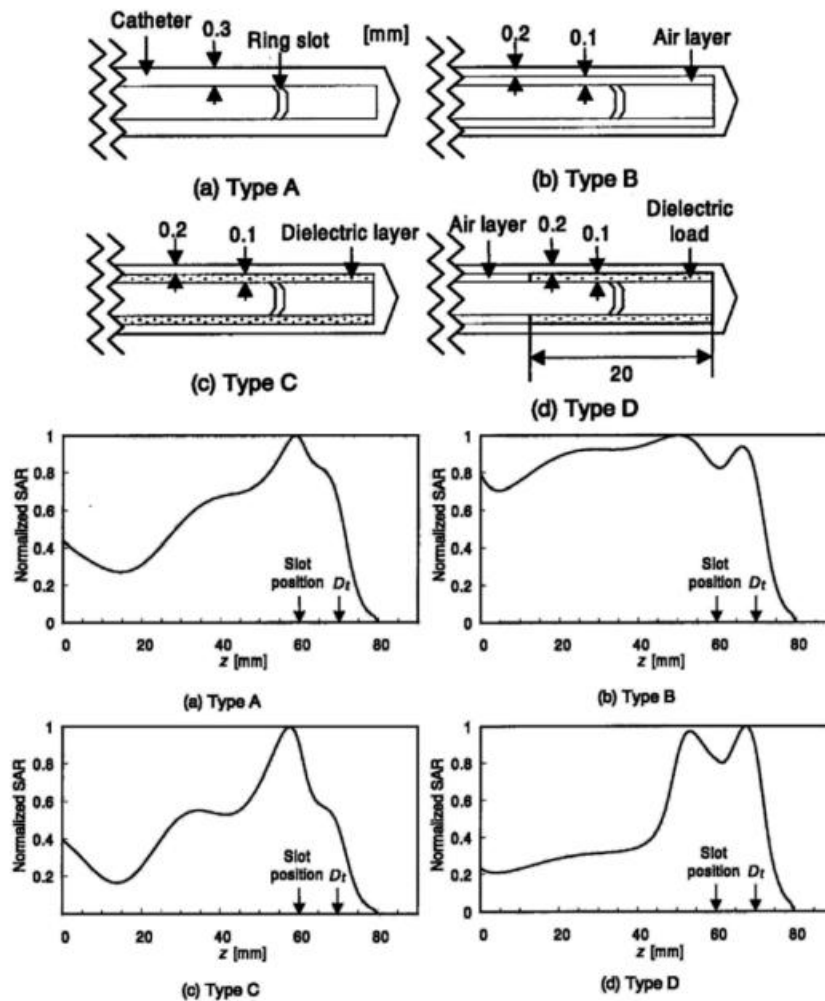 Catheter 0.3 Ring slot [mm]
0.2 0.1 Air layer
(a) Type A
(b) Type B
0.2 0.1 Dielectric layer
Air layer 0.2 0.1 Dielectric load
20
(c) Type C
(d) Type D
Normalized SAR
1
0.8
0.6
0.4
0.2
0
Slot position Dt
0 20 40 60 80
z [mm]
(a) Type A
Normalized SAR
1
0.8
0.6
0.4
0.2
0
Slot position Dt
0 20 40 60 80
z [mm]
(b) Type B
Normalized SAR
1
0.8
0.6
0.4
0.2
Slot position Dt
0 20 40 60 80
z [mm]
(c) Type C
Normalized SAR
1
0.8
0.6
0.4
0.2
0
Slot position Dt
0 20 40 60 80
z [mm]
(d) Type D